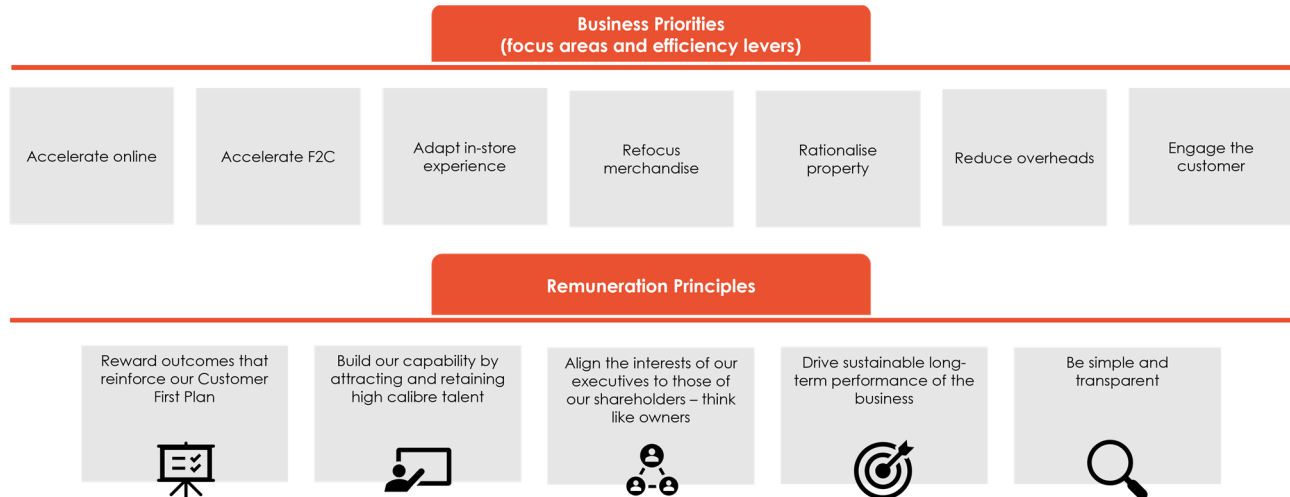 Business Priorities
(focus areas and efficiency levers)
Accelerate online
Accelerate F2C
Adapt in-store
experience
Refocus
merchandise
Rationalise
property
Reduce overheads
Engage the
customer
Remuneration Principles
Reward outcomes that
reinforce our Customer
First Plan
Build our capability by
attracting and retaining
high calibre talent
Align the interests of our
executives to those of
our shareholders – think
like owners
Drive sustainable long-
term performance of the
business
Be simple and
transparent